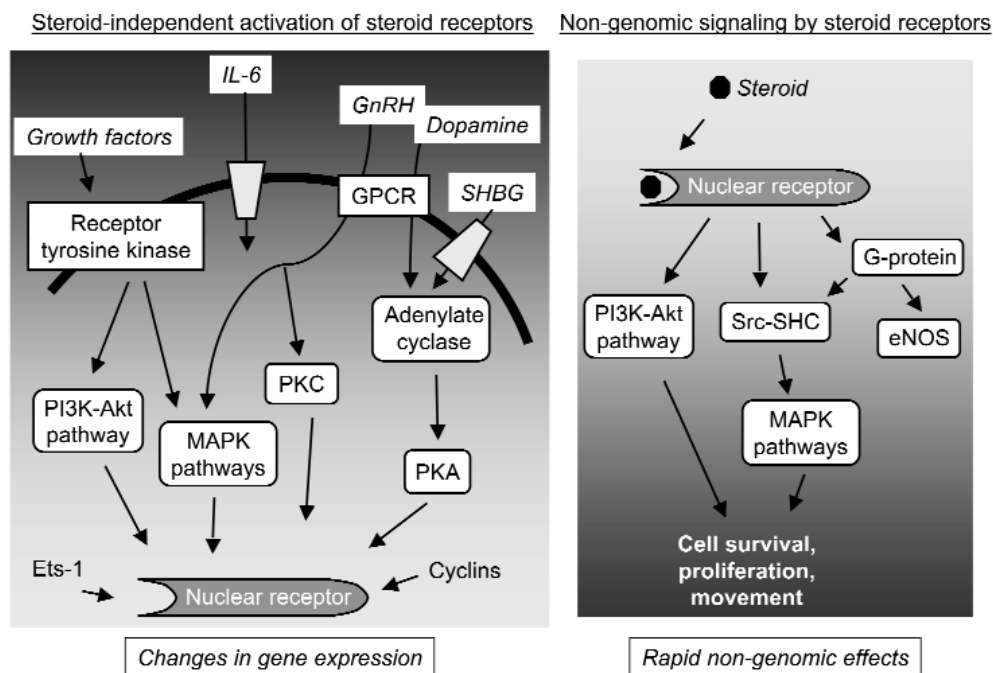 Steroid-independent activation of steroid receptors
IL-6
GnRH
Dopamine
Growth factors
SHBG
GPCR
Receptor
tyrosine kinase
Adenylate
cyclase
PKC
PI3K-Akt
pathway
MAPK
pathways
PKA
Ets-1
Cyclins
Nuclear receptor
Changes in gene expression
Non-genomic signaling by steroid receptors
Steroid
Nuclear receptor
G-protein
PI3K-Akt
pathway
Src-SHC
eNOS
MAPK
pathways
Cell survival,
proliferation,
movement
Rapid non-genomic effects